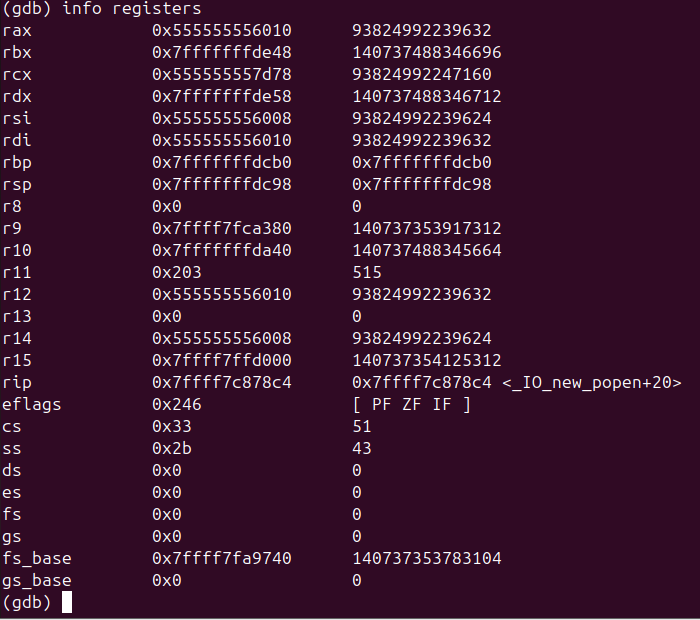 (gdb) info registers
rax 0x555555556010 93824992239632
rbx 0x7fffffffde48 140737488346696
rcx 0x555555557d78 93824992247160
rdx 0x7fffffffde58 140737488346712
rsi 0x555555556008 93824992239624
rdi 0x555555556010 93824992239632
rbp 0x7fffffffdcb0 0x7fffffffdcb0
rsp 0x7fffffffdc98 0x7fffffffdc98
r8 0x0 0
r9 0x7ffff7fca380 140737353917312
r10 0x7fffffffda40 140737488345664
r11 0x203 515
r12 0x555555556010 93824992239632
r13 0x0 0
r14 0x555555556008 93824992239624
r15 0x7ffff7ffd000 140737354125312
rip 0x7ffff7c878c4 0x7ffff7c878c4 <_IO_new_popen+20>
eflags 0x246 [ PF ZF IF ]
cs 0x33 51
ss 0x2b 43
ds 0x0 0
es 0x0 0
fs 0x0 0
gs 0x0 0
fs_base 0x7ffff7fa9740 140737353783104
gs_base 0x0 0
(gdb)